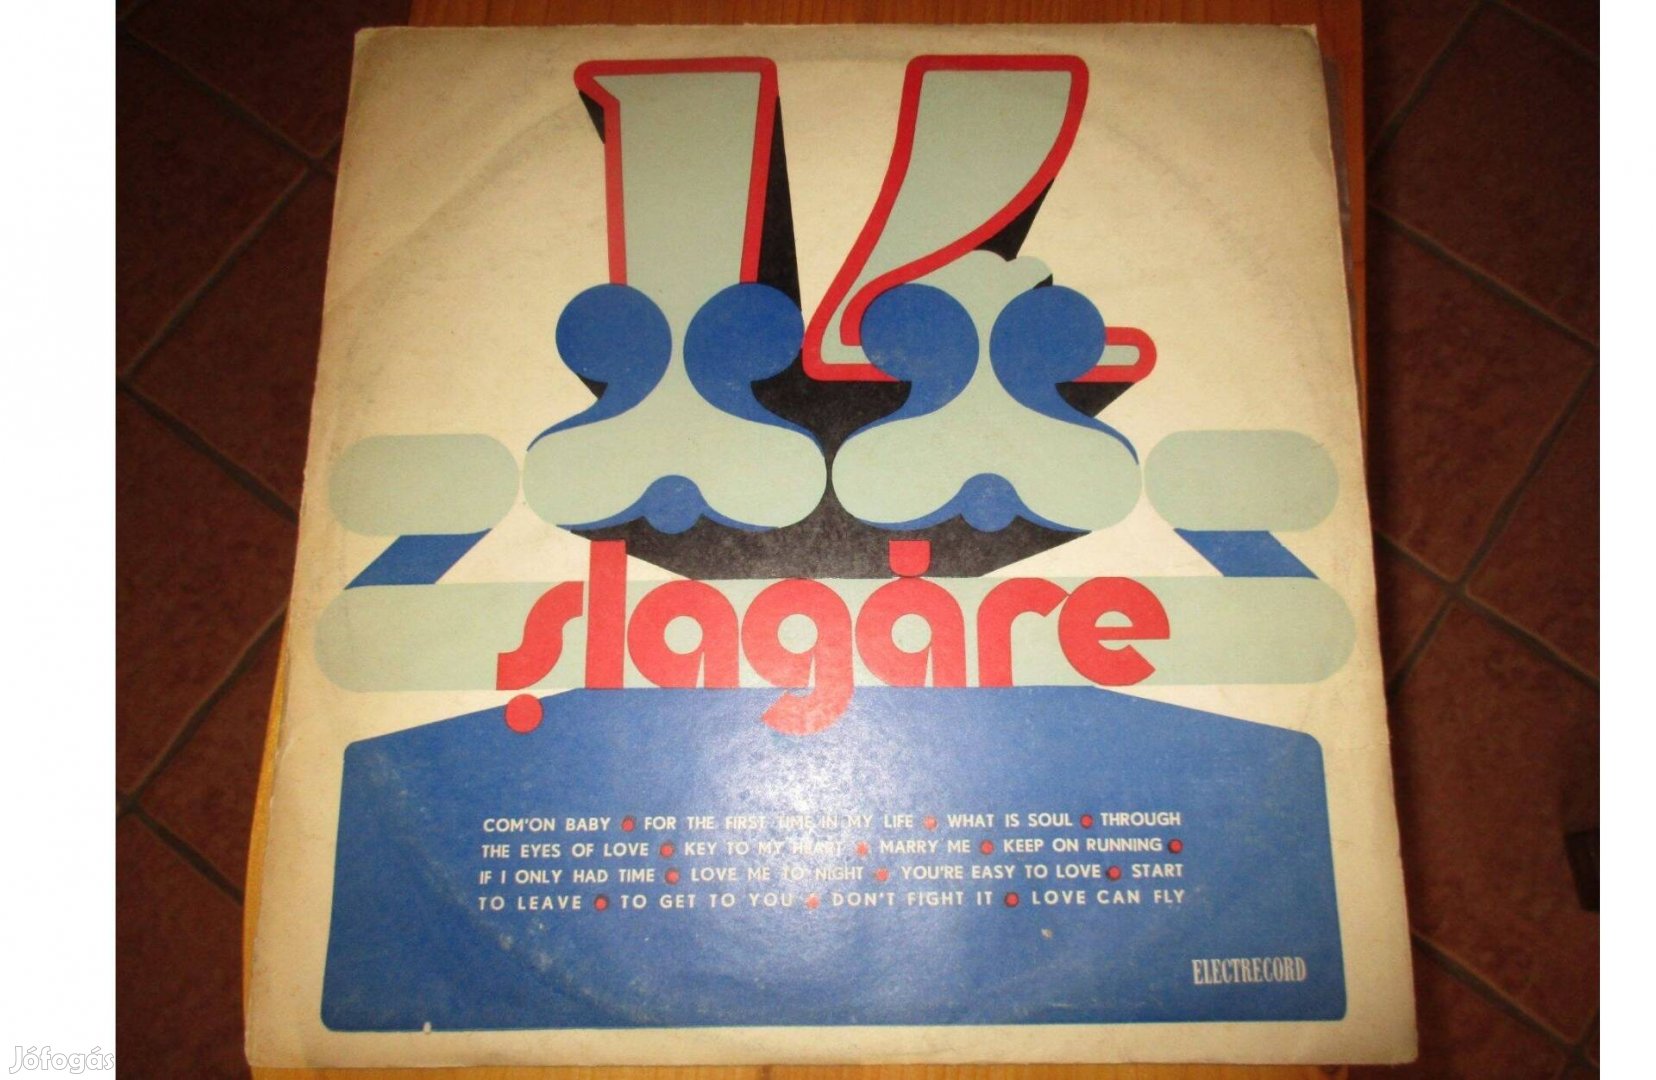 14
şlagăre
COM'ON BABY • FOR THE FIRST TIME IN MY LIFE • WHAT IS SOUL • THROUGH
THE EYES OF LOVE • KEY TO MY HEART • MARRY ME • KEEP ON RUNNING •
IF I ONLY HAD TIME • LOVE ME TO NIGHT • YOU'RE EASY TO LOVE • START
TO LEAVE • TO GET TO YOU • DON'T FIGHT IT • LOVE CAN FLY
ELECTRECORD
Jófogás